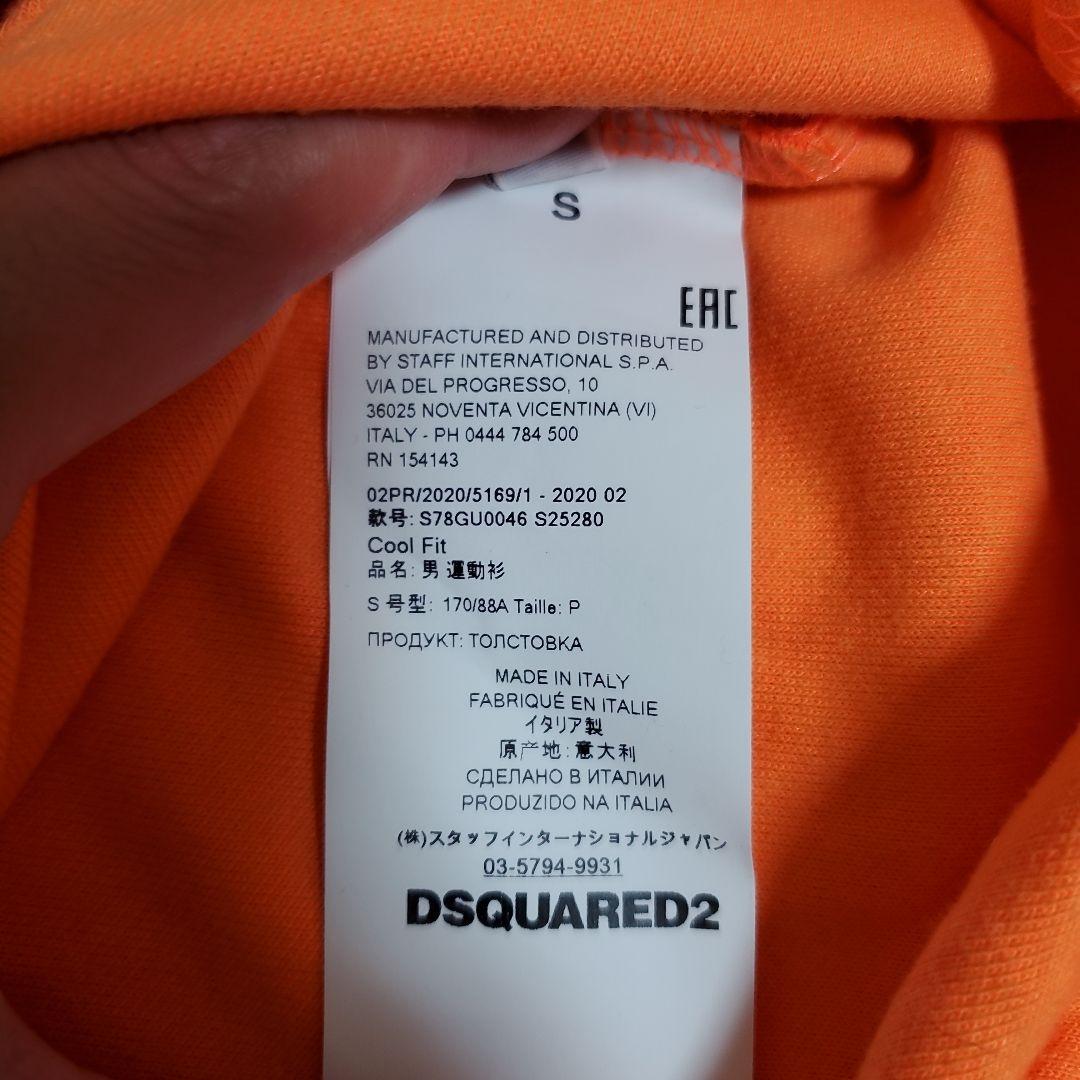 S
EAC
MANUFACTURED AND DISTRIBUTED
BY STAFF INTERNATIONAL S.P.A.
VIA DEL PROGRESSO, 10
36025 NOVENTA VICENTINA (VI)
ITALY - PH 0444 784 500
RN 154143
02PR/2020/5169/1 - 2020 02
款号: S78GU0046 S25280
Cool Fit
品名: 男 運動衫
S 号型: 170/88A Taille: P
ПРОДУКТ: ТОЛСТОВКА
MADE IN ITALY
FABRIQUÉ EN ITALIE
イタリア製
原产地: 意大利
СДЕЛАНО В ИТАЛИИ
PRODUZIDO NA ITALIA
(株)スタッフインターナショナルジャパン
03-5794-9931
DSQUARED2